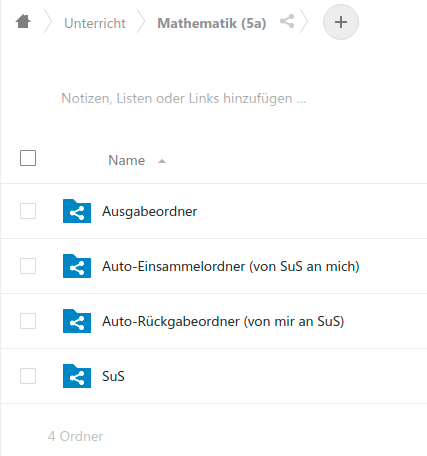 Unterricht Mathematik (5a)
Notizen, Listen oder Links hinzufügen ...
Name
Ausgabeordner
Auto-Einsammelordner (von SuS an mich)
Auto-Rückgabeordner (von mir an SuS)
SuS
4 Ordner